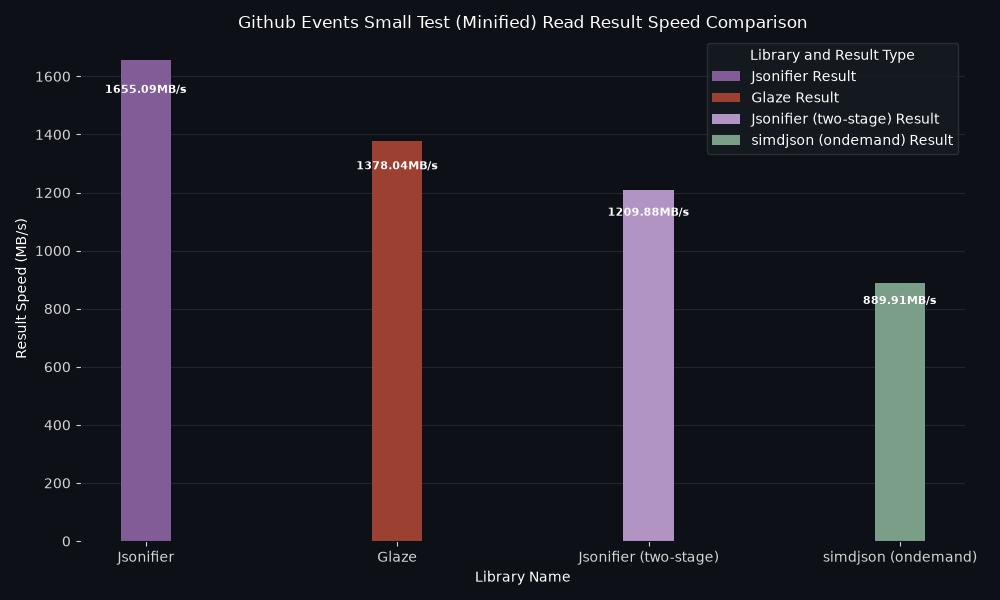 Github Events Small Test (Minified) Read Result Speed Comparison
Library and Result Type
Jsonifier Result
Glaze Result
Jsonifier (two-stage) Result
simdjson (ondemand) Result
Result Speed (MB/s)
1600
1400
1200
1000
800
600
400
200
0
1655.09MB/s
1378.04MB/s
1209.88MB/s
889.91MB/s
Jsonifier
Glaze
Jsonifier (two-stage)
simdjson (ondemand)
Library Name